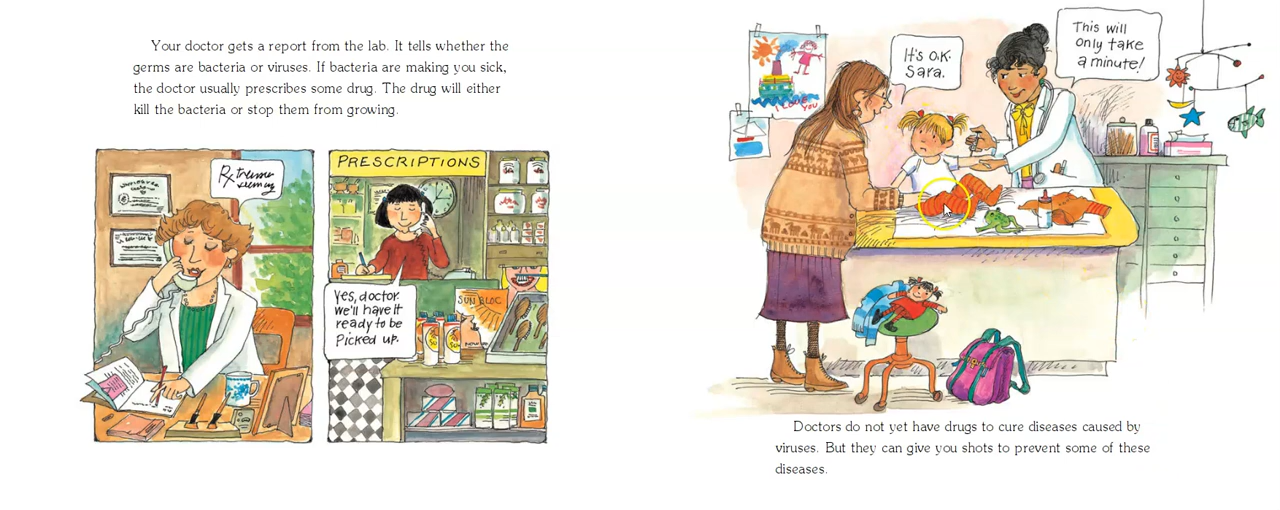 Your doctor gets a report from the lab. It tells whether the
germs are bacteria or viruses. If bacteria are making you sick,
the doctor usually prescribes some drug. The drug will either
kill the bacteria or stop them from growing.
Rx
PRESCRIPTIONS
Yes, doctor.
we'll have it
ready to be
Picked up.
SUN BLOC
I LOVE
YOU
It's O.K.
Sara.
This will
only take
a minute!
Doctors do not yet have drugs to cure diseases caused by
viruses. But they can give you shots to prevent some of these
diseases.